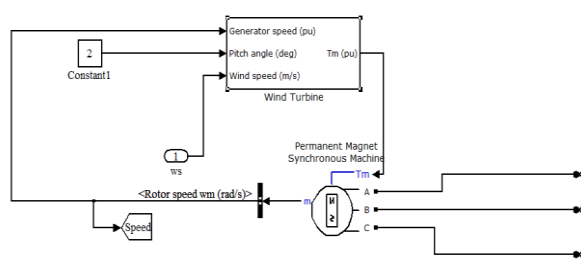 Generator speed (pu)
2
Pitch angle (deg)
Tm (pu)
Constant1
Wind speed (m/s)
Wind Turbine
1
ws
Permanent Magnet
Synchronous Machine
Tm
<Rotor speed wm (rad/s)>
m
N
S
A
B
C
Speed